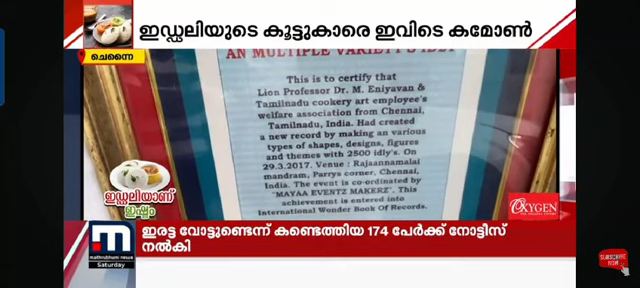 ഇഡ്ഡലിയുടെ കൂട്ടുകാരെ ഇവിടെ കമോൺ
ചെന്നൈ
AN MULTIPLE VARIETY'S IDLY
This is to certify that
Lion Professor Dr. M. Eniyavan &
Tamilnadu cookery art employee's
welfare association from Chennai,
Tamilnadu, India. Had created
a new record by making an various
types of shapes, designs, figures
and themes with 2500 idly's. On
29.3.2017. Venue : Rajaannamalai
mandram, Parrys corner, Chennai,
India. The event is co-ordinated by
"MAYAA EVENTZ MAKERZ". This
achievement is entered into
International Wonder Book Of Records.
ഇഡ്ഡലിയാണ്
ഇഷ്ടം
OXYGEN
mathrubhumi news
Saturday
ഇരട്ട വോട്ടുണ്ടെന്ന് കണ്ടെത്തിയ 174 പേർക്ക് നോട്ടീസ്
നൽകി
SUBSCRIBE
NOW